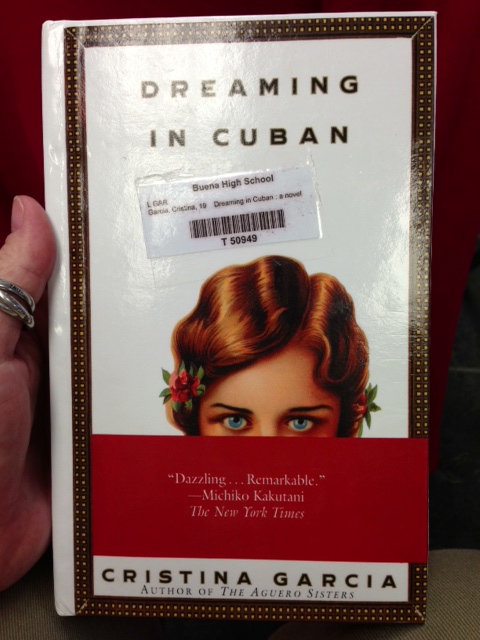 DREAMING
IN CUBAN
Buena High School
L GAR
Garcia, Cristina, 19 Dreaming in Cuban : a novel
T 50949
“Dazzling... Remarkable.”
—Michiko Kakutani
The New York Times
CRISTINA GARCIA
AUTHOR OF THE AGUERO SISTERS